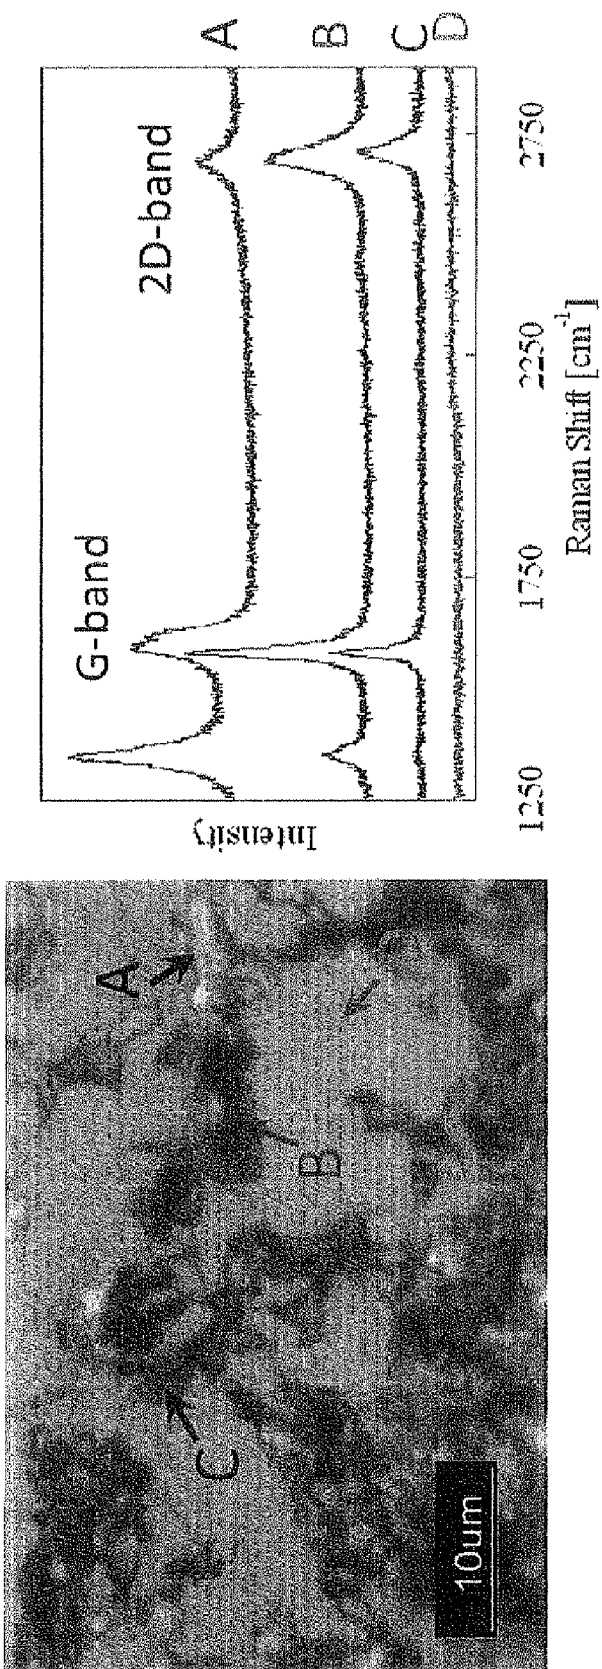 A
B
C
10um
G-band
2D-band
A
B
C
D
Intensity
1250
1750
2250
2750
Raman Shift [cm⁻¹]